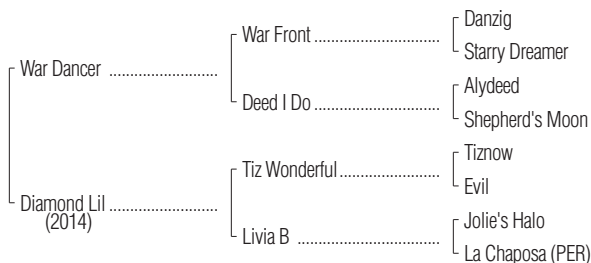 War Dancer
Diamond Lil
(2014)
War Front
Deed I Do
Tiz Wonderful
Livia B
Danzig
Starry Dreamer
Alydeed
Shepherd's Moon
Tiznow
Evil
Jolie's Halo
La Chaposa (PER)